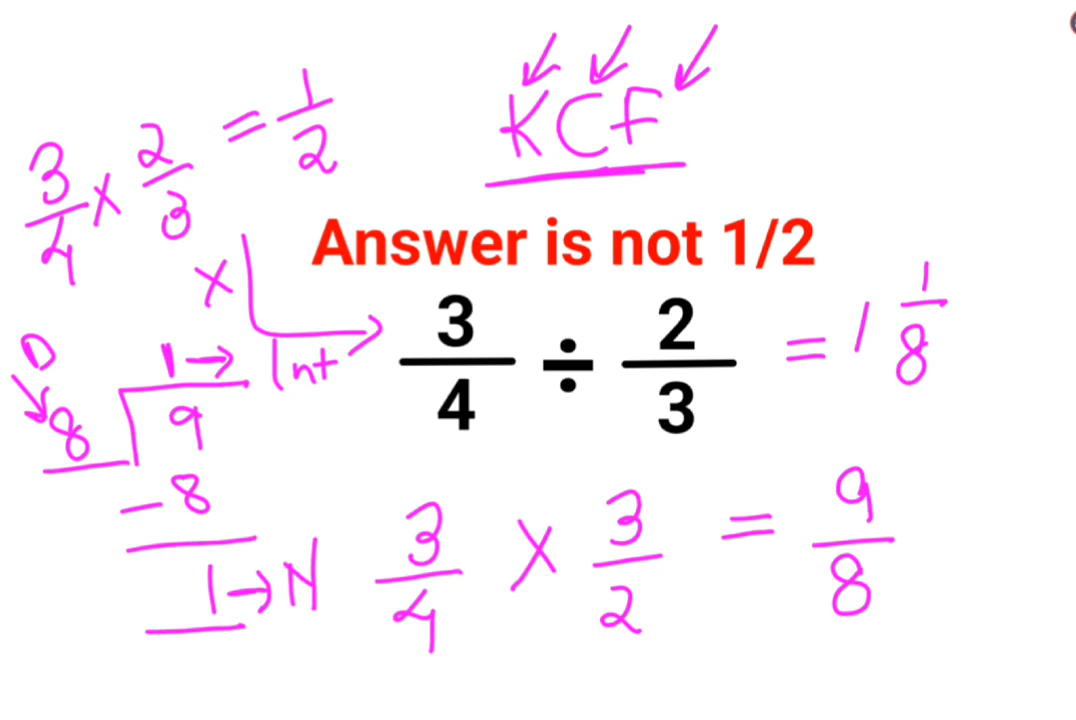 KCF
3/4 × 2/3 = 1/2
×
Answer is not 1/2
3/4 ÷ 2/3 = 1 1/8
Int
D
1→
8 9
-8
1→N
3/4 × 3/2 = 9/8